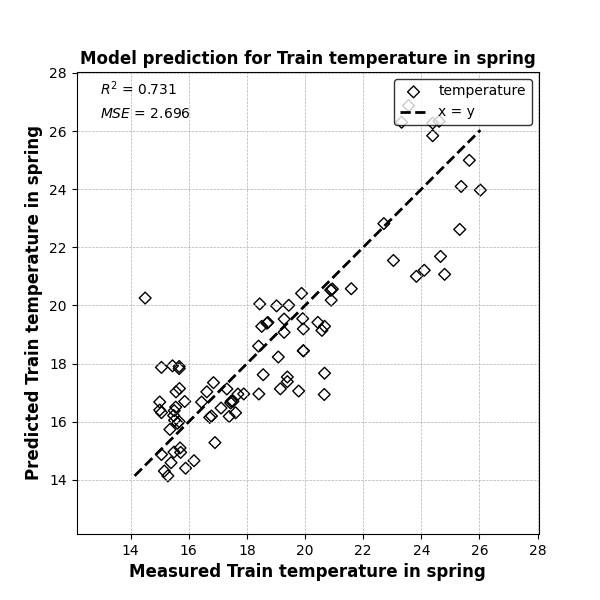 Model prediction for Train temperature in spring
R² = 0.731
MSE = 2.696
temperature
x = y
Predicted Train temperature in spring
28
26
24
22
20
18
16
14
14 16 18 20 22 24 26 28
Measured Train temperature in spring